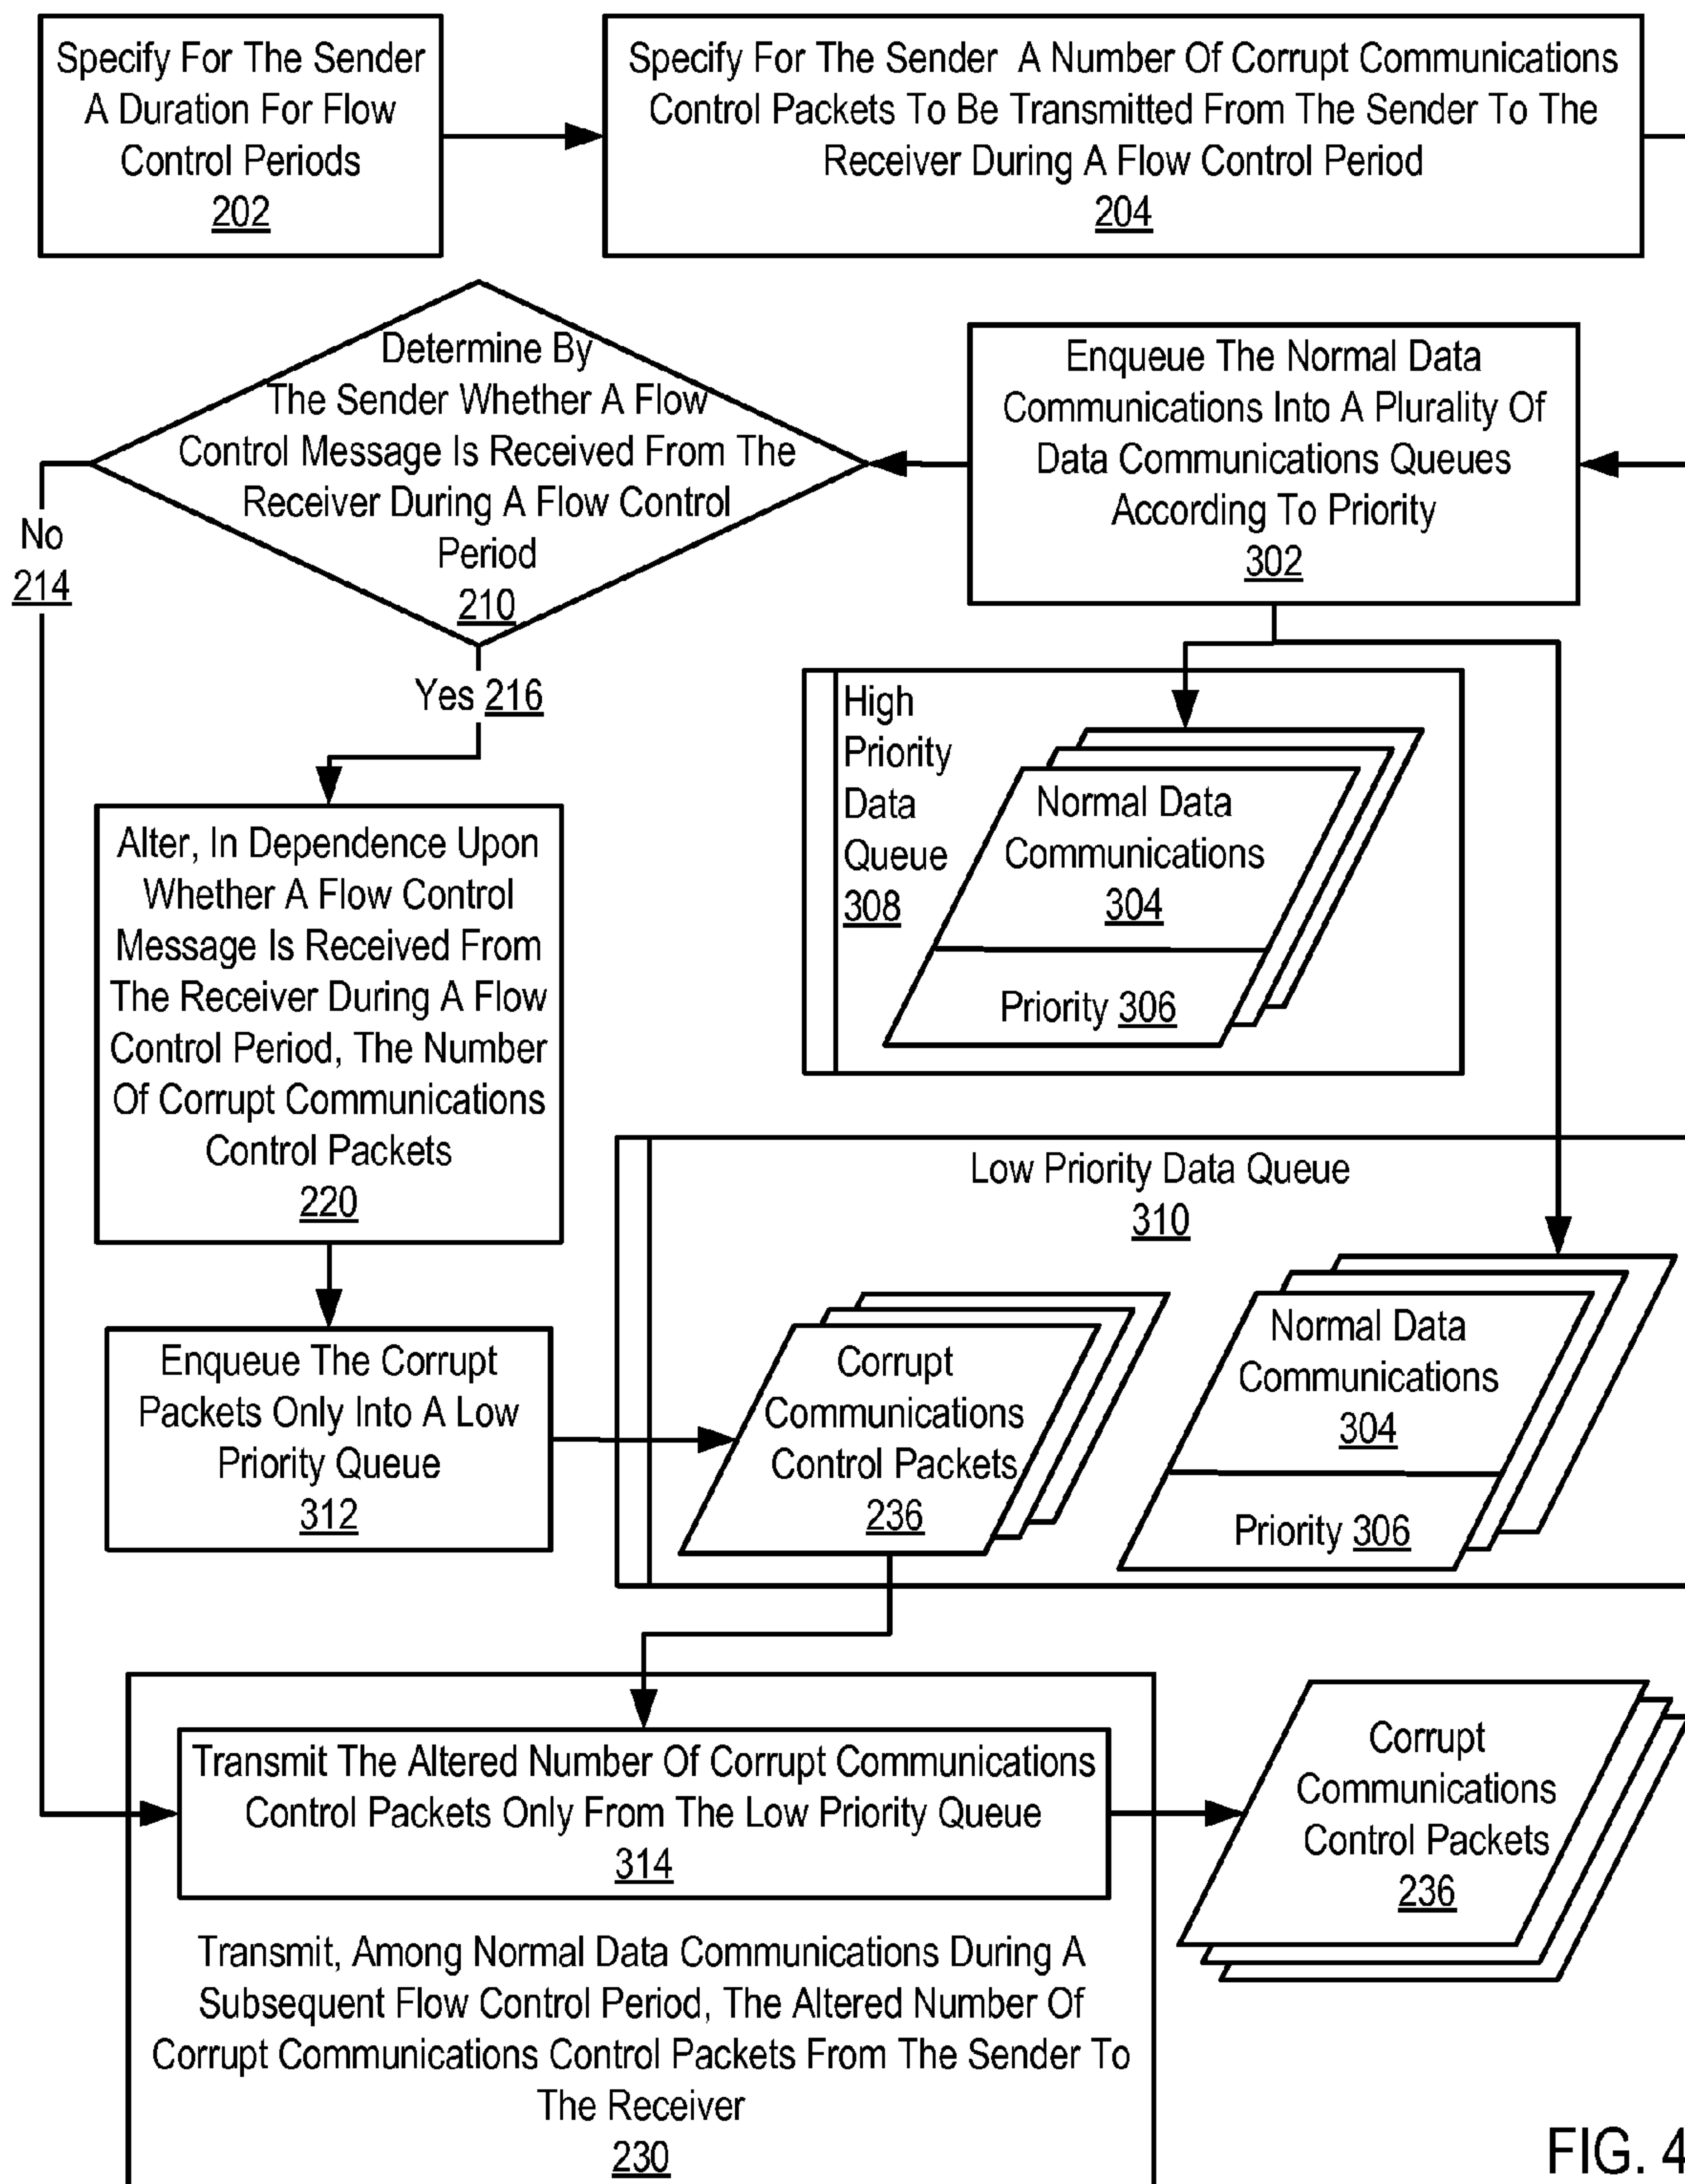 Specify For The Sender
A Duration For Flow
Control Periods
202
Specify For The Sender A Number Of Corrupt Communications
Control Packets To Be Transmitted From The Sender To The
Receiver During A Flow Control Period
204
Determine By
The Sender Whether A Flow
Control Message Is Received From The
Receiver During A Flow Control
Period
210
Enqueue The Normal Data
Communications Into A Plurality Of
Data Communications Queues
According To Priority
302
No
214
Yes 216
High
Priority
Data
Queue
308
Normal Data
Communications
304
Priority 306
Alter, In Dependence Upon
Whether A Flow Control
Message Is Received From
The Receiver During A Flow
Control Period, The Number
Of Corrupt Communications
Control Packets
220
Low Priority Data Queue
310
Enqueue The Corrupt
Packets Only Into A Low
Priority Queue
312
Corrupt
Communications
Control Packets
236
Normal Data
Communications
304
Priority 306
Transmit The Altered Number Of Corrupt Communications
Control Packets Only From The Low Priority Queue
314
Corrupt
Communications
Control Packets
236
Transmit, Among Normal Data Communications During A
Subsequent Flow Control Period, The Altered Number Of
Corrupt Communications Control Packets From The Sender To
The Receiver
230
FIG. 4